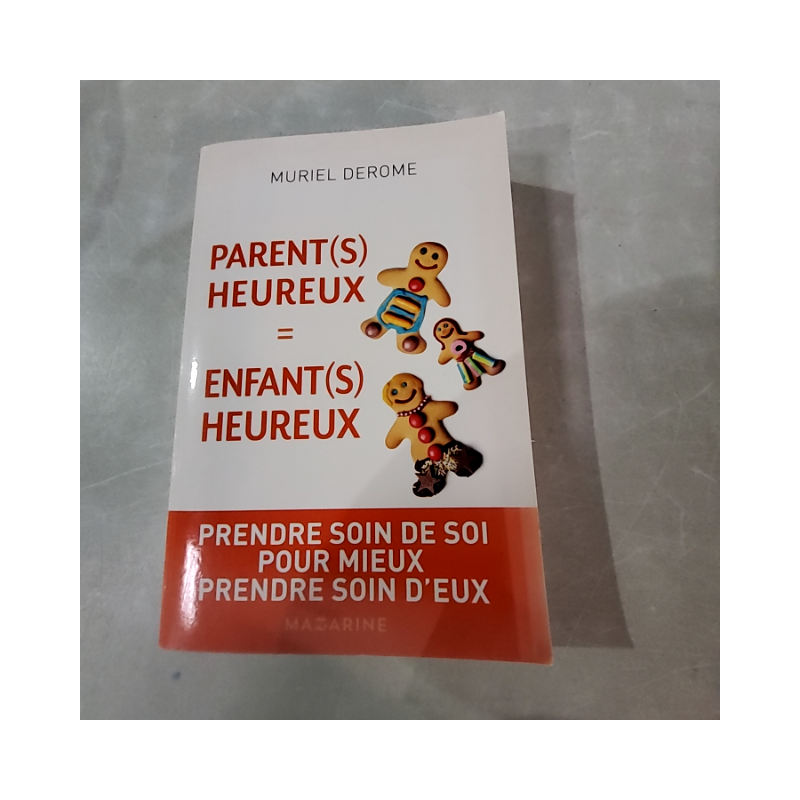 MURIEL DEROME
PARENT(S)
HEUREUX
=
ENFANT(S)
HEUREUX
PRENDRE SOIN DE SOI
POUR MIEUX
PRENDRE SOIN D'EUX
MAZARINE